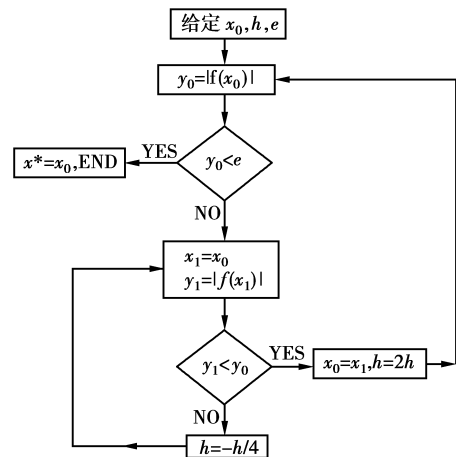 给定 x₀,h,e
y₀=|f(x₀)|
YES
y₀<e
x*=x₀,END
NO
x₁=x₀
y₁=|f(x₁)|
YES
y₁<y₀
x₀=x₁,h=2h
NO
h=-h/4